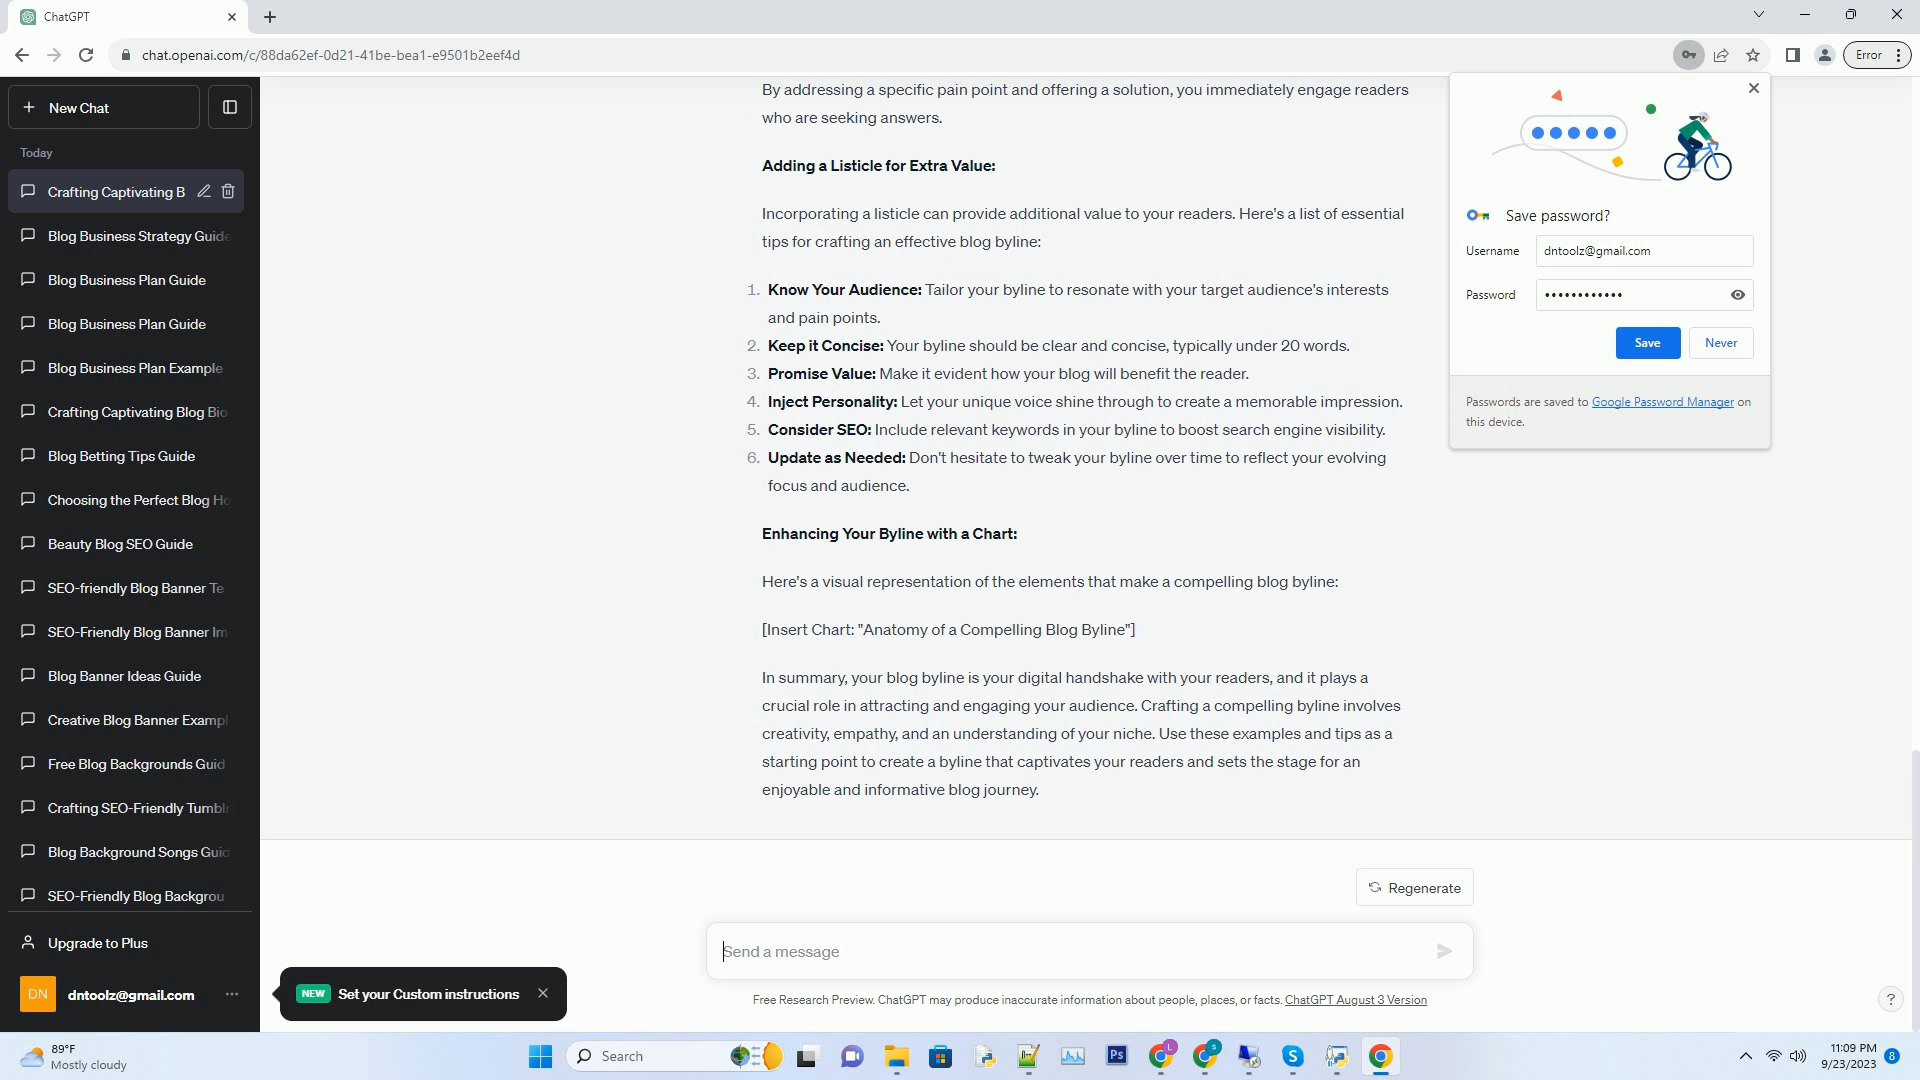 ChatGPT
chat.openai.com/c/88da62ef-0d21-41be-bea1-e9501b2eef4d
Error
New Chat
Today
Crafting Captivating B
Blog Business Strategy Guide
Blog Business Plan Guide
Blog Business Plan Guide
Blog Business Plan Example
Crafting Captivating Blog Bio
Blog Betting Tips Guide
Choosing the Perfect Blog Ho
Beauty Blog SEO Guide
SEO-friendly Blog Banner Te
SEO-Friendly Blog Banner Im
Blog Banner Ideas Guide
Creative Blog Banner Exampl
Free Blog Backgrounds Guid
Crafting SEO-Friendly Tumblr
Blog Background Songs Guid
SEO-Friendly Blog Backgrou
Upgrade to Plus
DN
dntoolz@gmail.com
By addressing a specific pain point and offering a solution, you immediately engage readers
who are seeking answers.
Adding a Listicle for Extra Value:
Incorporating a listicle can provide additional value to your readers. Here's a list of essential
tips for crafting an effective blog byline:
1. Know Your Audience: Tailor your byline to resonate with your target audience's interests
and pain points.
2. Keep it Concise: Your byline should be clear and concise, typically under 20 words.
3. Promise Value: Make it evident how your blog will benefit the reader.
4. Inject Personality: Let your unique voice shine through to create a memorable impression.
5. Consider SEO: Include relevant keywords in your byline to boost search engine visibility.
6. Update as Needed: Don't hesitate to tweak your byline over time to reflect your evolving
focus and audience.
Enhancing Your Byline with a Chart:
Here's a visual representation of the elements that make a compelling blog byline:
[Insert Chart: "Anatomy of a Compelling Blog Byline"]
In summary, your blog byline is your digital handshake with your readers, and it plays a
crucial role in attracting and engaging your audience. Crafting a compelling byline involves
creativity, empathy, and an understanding of your niche. Use these examples and tips as a
starting point to create a byline that captivates your readers and sets the stage for an
enjoyable and informative blog journey.
Save password?
Username
dntoolz@gmail.com
Password
••••••••••••
Save
Never
Passwords are saved to Google Password Manager on
this device.
Regenerate
Send a message
NEW
Set your Custom instructions
Free Research Preview. ChatGPT may produce inaccurate information about people, places, or facts. ChatGPT August 3 Version
?
89°F
Mostly cloudy
Search
Ps
L
S
S
11:09 PM
9/23/2023
8